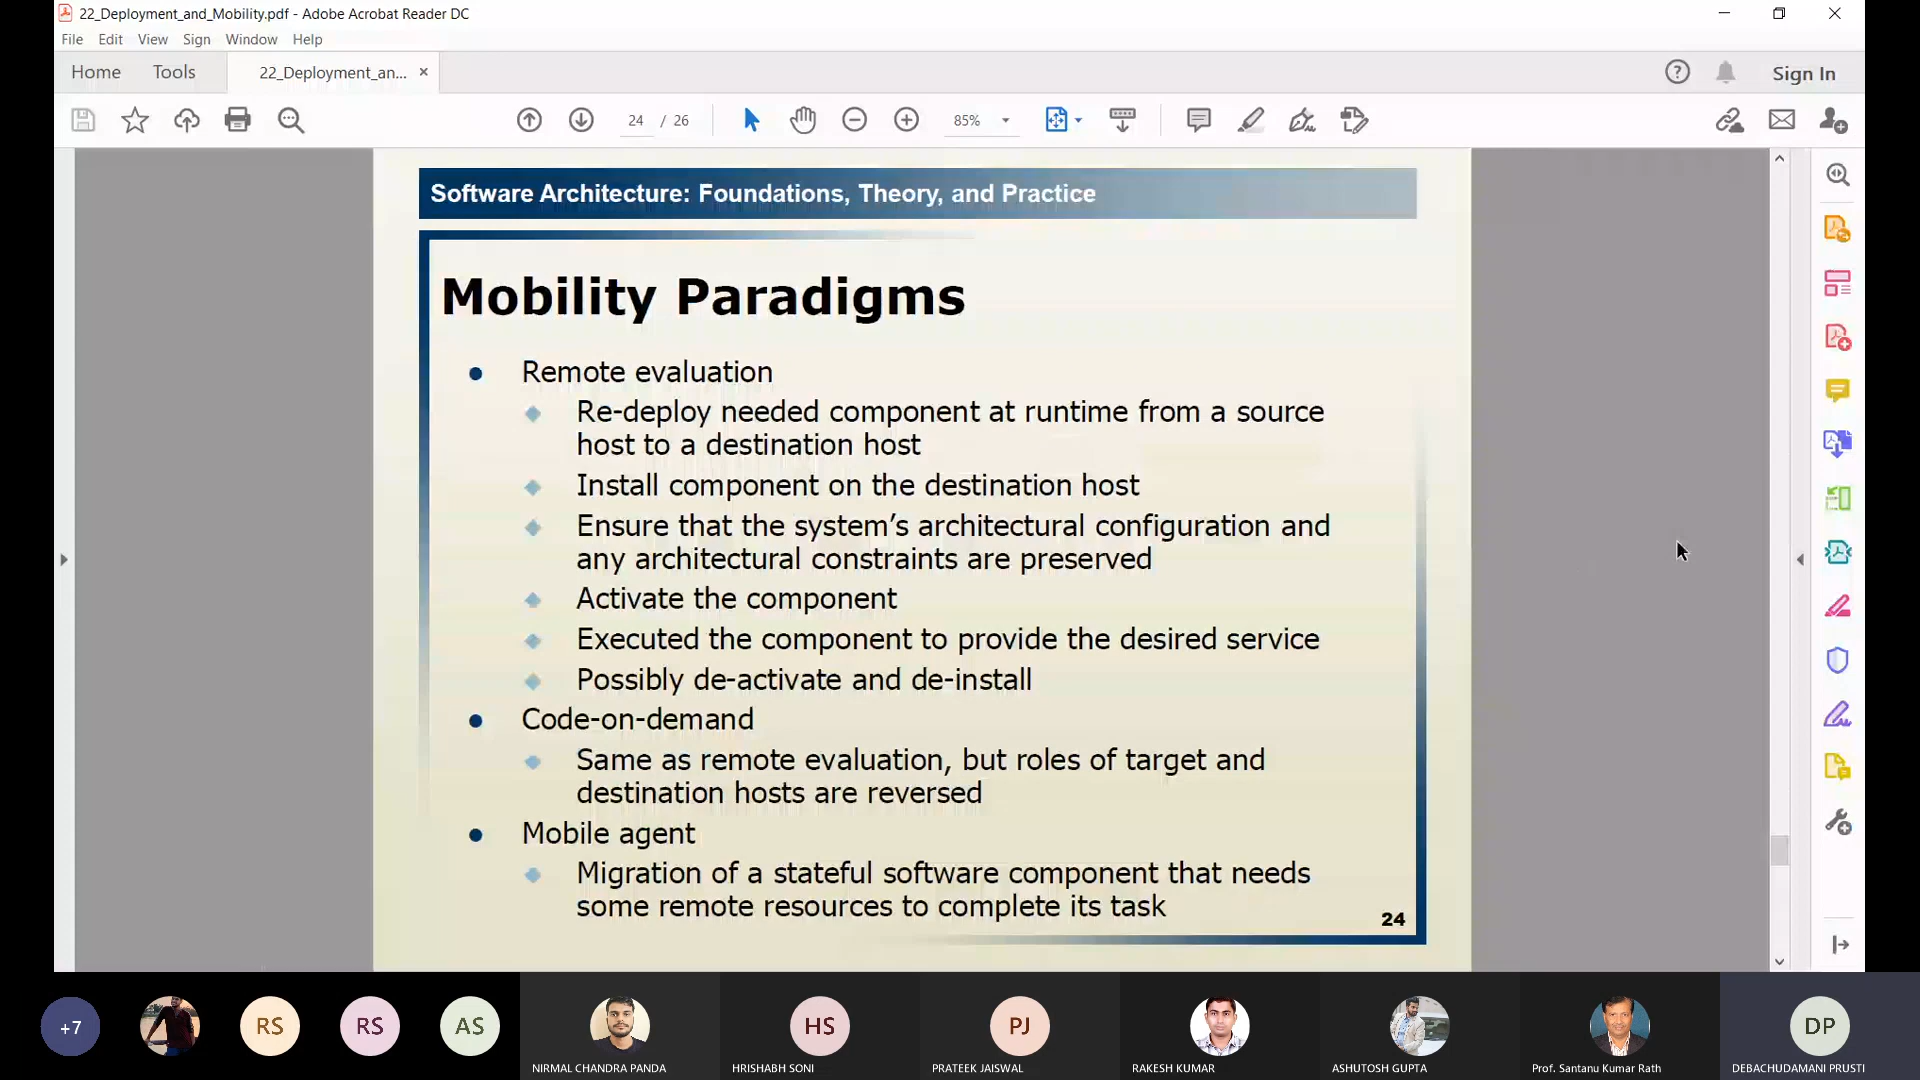 22_Deployment_and_Mobility.pdf - Adobe Acrobat Reader DC
File Edit View Sign Window Help
Home Tools 22_Deployment_an... × Sign In
24 / 26 85%
Software Architecture: Foundations, Theory, and Practice
Mobility Paradigms
Remote evaluation
Re-deploy needed component at runtime from a source
host to a destination host
Install component on the destination host
Ensure that the system's architectural configuration and
any architectural constraints are preserved
Activate the component
Executed the component to provide the desired service
Possibly de-activate and de-install
Code-on-demand
Same as remote evaluation, but roles of target and
destination hosts are reversed
Mobile agent
Migration of a stateful software component that needs
some remote resources to complete its task
24
+7 RS RS AS HS PJ DP
NIRMAL CHANDRA PANDA HRISHABH SONI PRATEEK JAISWAL RAKESH KUMAR ASHUTOSH GUPTA Prof. Santanu Kumar Rath DEBACHUDAMANI PRUSTI